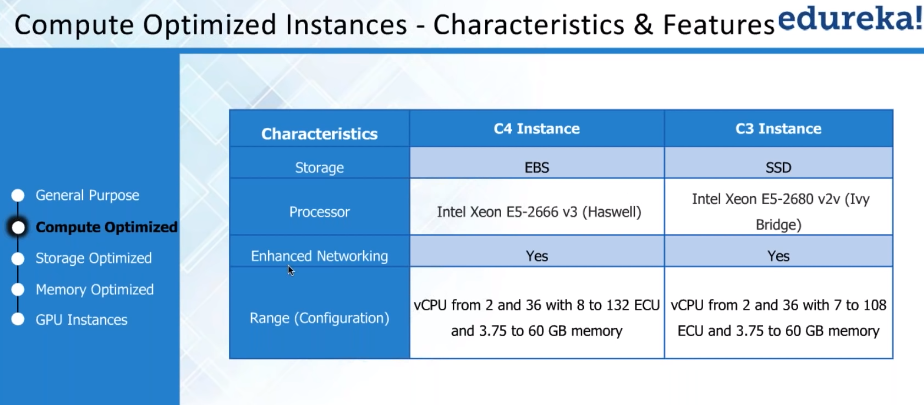 Compute Optimized Instances - Characteristics & Features
edureka!
General Purpose
Compute Optimized
Storage Optimized
Memory Optimized
GPU Instances
Characteristics
C4 Instance
C3 Instance
Storage
EBS
SSD
Processor
Intel Xeon E5-2666 v3 (Haswell)
Intel Xeon E5-2680 v2v (Ivy
Bridge)
Enhanced Networking
Yes
Yes
Range (Configuration)
vCPU from 2 and 36 with 8 to 132 ECU
and 3.75 to 60 GB memory
vCPU from 2 and 36 with 7 to 108
ECU and 3.75 to 60 GB memory